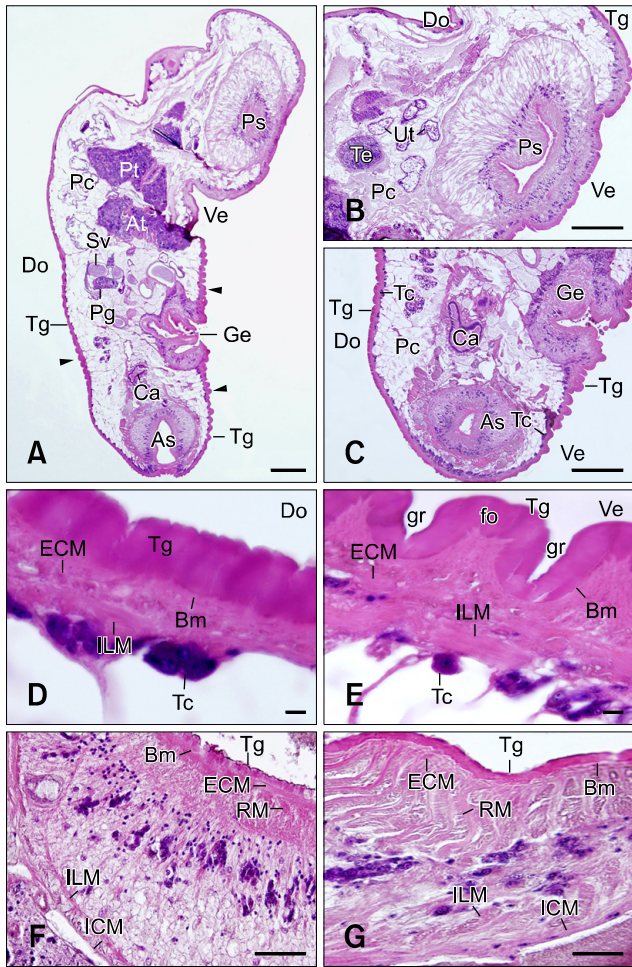 Ps
Pt
Pc
At
Ve
Sv
Do
Pg
Tg
Ge
Ca
As
Tg
A
Do
Tg
Ut
Te
Ps
Pc
Ve
B
Tc
Ge
Tg
Do
Ca
Pc
Tg
As
Tc
Ve
C
Do
Tg
ECM
Bm
ILM
Tc
D
Tg
Ve
gr
fo
gr
ECM
ILM
Bm
Tc
E
Tg
Bm
ECM
RM
ILM
ICM
F
Tg
ECM
Bm
RM
ILM
ICM
G